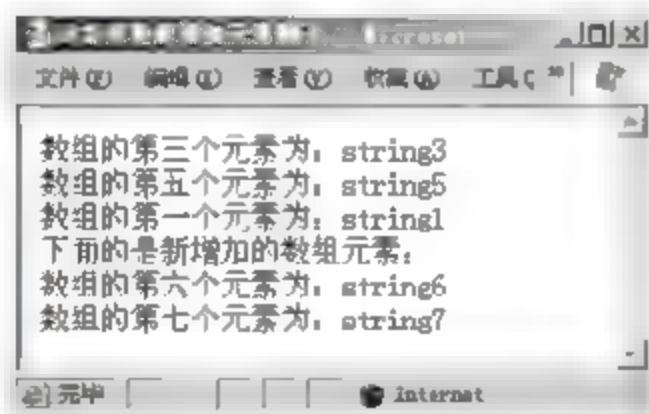 Microsof
文件(F) 编辑(E) 查看(V) 收藏(A) 工具( »
数组的第三个元素为：string3
数组的第五个元素为：string5
数组的第一个元素为：string1
下面的是新增加的数组元素：
数组的第六个元素为：string6
数组的第七个元素为：string7
完毕 Internet